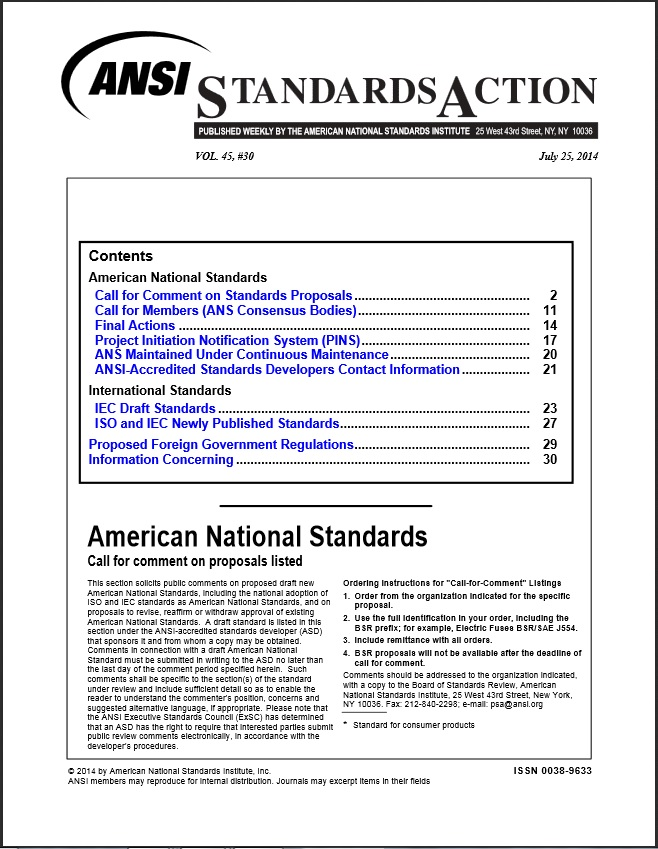 ANSI
STANDARDS ACTION
PUBLISHED WEEKLY BY THE AMERICAN NATIONAL STANDARDS INSTITUTE 25 West 43rd Street, NY, NY 10036
VOL. 45, #30 July 25, 2014
Contents
American National Standards
Call for Comment on Standards Proposals ................................................ 2
Call for Members (ANS Consensus Bodies) ................................................ 11
Final Actions ................................................ 14
Project Initiation Notification System (PINS) ................................................ 17
ANS Maintained Under Continuous Maintenance ................................................ 20
ANSI-Accredited Standards Developers Contact Information .................. 21
International Standards
IEC Draft Standards ................................................ 23
ISO and IEC Newly Published Standards ................................................ 27
Proposed Foreign Government Regulations ................................................ 29
Information Concerning ................................................ 30
American National Standards
Call for comment on proposals listed
This section solicits public comments on proposed draft new
American National Standards, including the national adoption of
ISO and IEC standards as American National Standards, and on
proposals to revise, reaffirm or withdraw approval of existing
American National Standards. A draft standard is listed in this
section under the ANSI-accredited standards developer (ASD)
that sponsors it and from whom a copy may be obtained.
Comments in connection with a draft American National
Standard must be submitted in writing to the ASD no later than
the last day of the comment period specified herein. Such
comments shall be specific to the section(s) of the standard
under review and include sufficient detail so as to enable the
reader to understand the commenter's position, concerns and
suggested alternative language, if appropriate. Please note that
the ANSI Executive Standards Council (ExSC) has determined
that an ASD has the right to require that interested parties submit
public review comments electronically, in accordance with the
developer's procedures.
Ordering Instructions for "Call-for-Comment" Listings
1. Order from the organization indicated for the specific
proposal.
2. Use the full identification in your order, including the
BSR prefix; for example, Electric Fuses BSR/SAE J554.
3. Include remittance with all orders.
4. BSR proposals will not be available after the deadline of
call for comment.
Comments should be addressed to the organization indicated,
with a copy to the Board of Standards Review, American
National Standards Institute, 25 West 43rd Street, New York,
NY 10036. Fax: 212-840-2298; e-mail: psa@ansi.org
* Standard for consumer products
© 2014 by American National Standards Institute, Inc. ISSN 0038-9633
ANSI members may reproduce for internal distribution. Journals may excerpt items in their fields